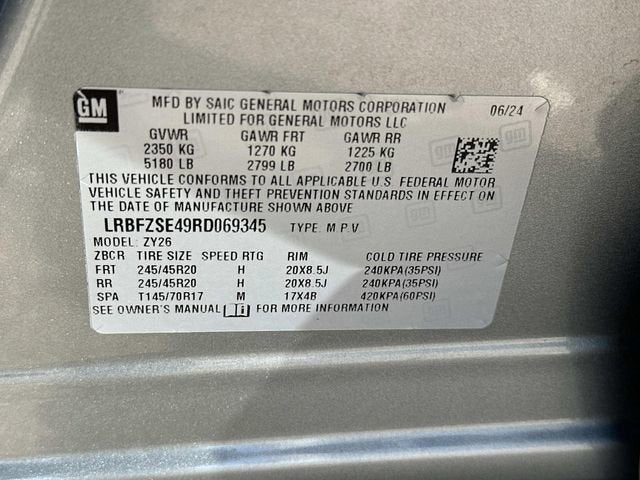 GM
MFD BY SAIC GENERAL MOTORS CORPORATION 06/24
LIMITED FOR GENERAL MOTORS LLC
GVWR GAWR FRT GAWR RR
2350 KG 1270 KG 1225 KG
5180 LB 2799 LB 2700 LB
THIS VEHICLE CONFORMS TO ALL APPLICABLE U.S. FEDERAL MOTOR
VEHICLE SAFETY AND THEFT PREVENTION STANDARDS IN EFFECT ON
THE DATE OF MANUFACTURE SHOWN ABOVE
LRBFZSE49RD069345 TYPE. M.P.V
MODEL: ZY26
ZBCR TIRE SIZE SPEED RTG RIM COLD TIRE PRESSURE
FRT 245/45R20 H 20X8.5J 240KPA(35PSI)
RR 245/45R20 H 20X8.5J 240KPA(35PSI)
SPA T145/70R17 M 17X4B 420KPA(60PSI)
SEE OWNER'S MANUAL FOR MORE INFORMATION